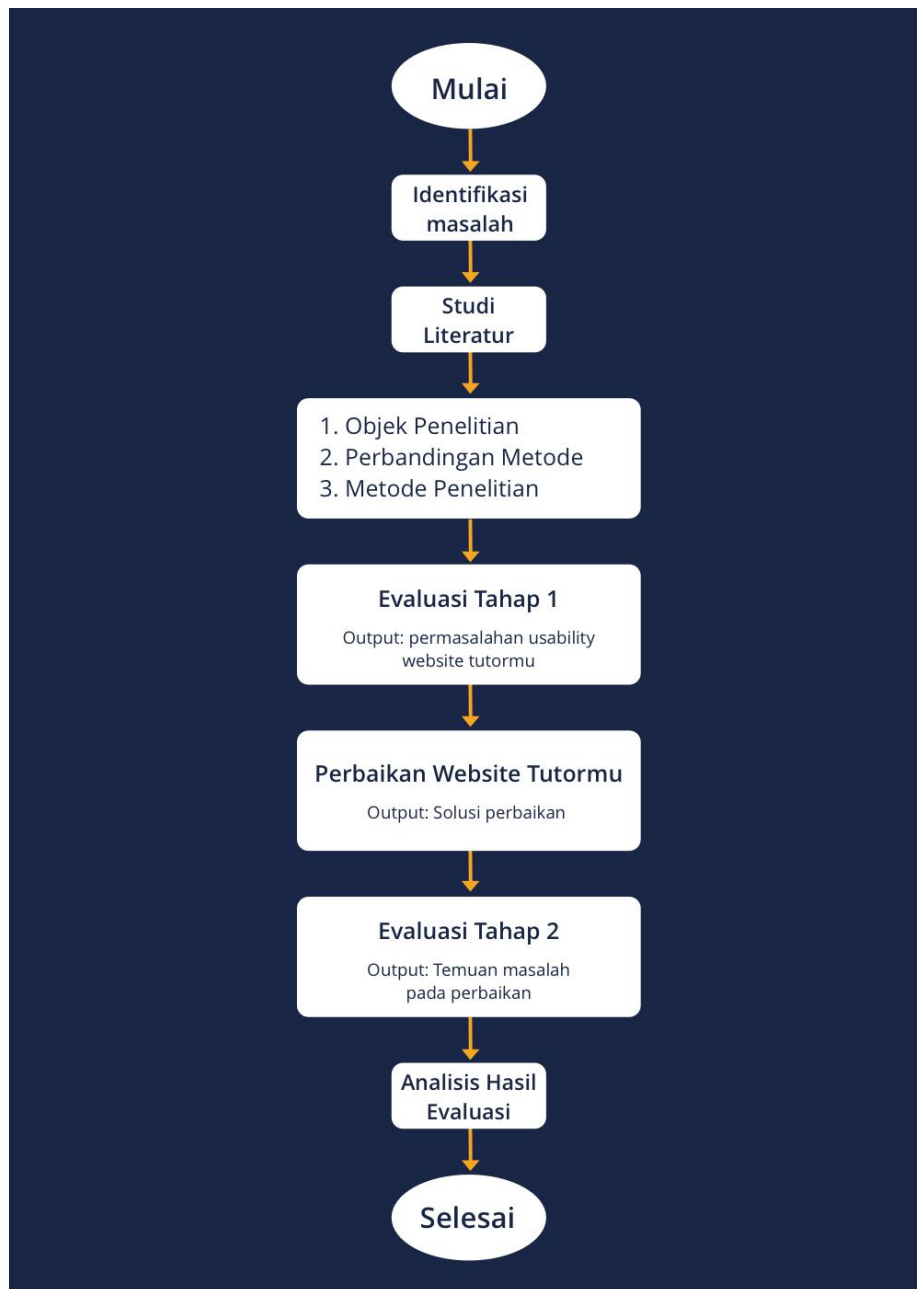 Mulai
Identifikasi
masalah
Studi
Literatur
1. Objek Penelitian
2. Perbandingan Metode
3. Metode Penelitian
Evaluasi Tahap 1
Output: permasalahan usability
website tutormu
Perbaikan Website Tutormu
Output: Solusi perbaikan
Evaluasi Tahap 2
Output: Temuan masalah
pada perbaikan
Analisis Hasil
Evaluasi
Selesai